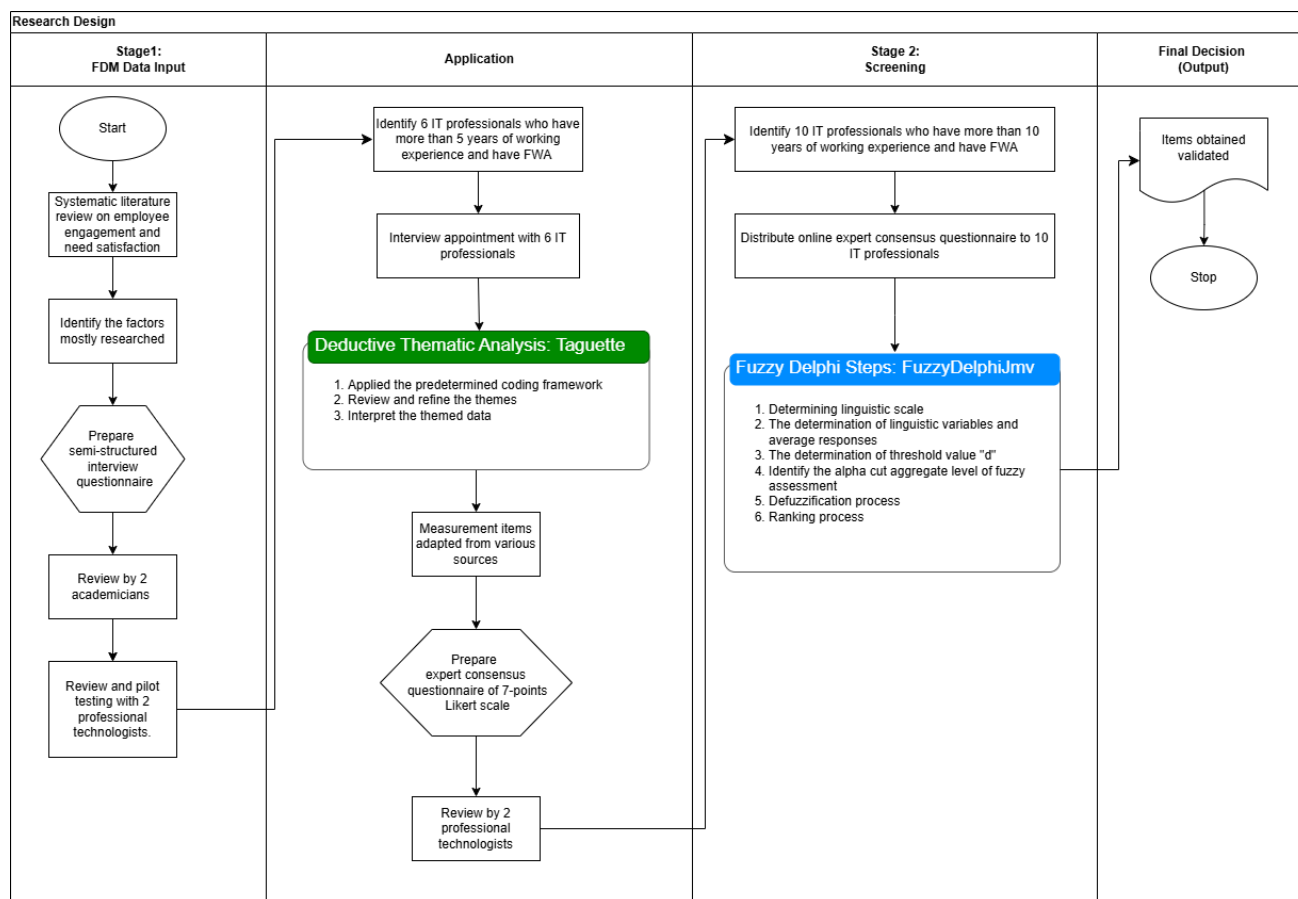 Research Design
Stage1:
FDM Data Input
Application
Stage 2:
Screening
Final Decision
(Output)
Start
Systematic literature
review on employee
engagement and
need satisfaction
Identify the factors
mostly researched
Prepare
semi-structured
interview
questionnaire
Review by 2
academicians
Review and pilot
testing with 2
professional
technologists.
Identify 6 IT professionals who have
more than 5 years of working
experience and have FWA
Interview appointment with 6 IT
professionals
Deductive Thematic Analysis: Taguette
1. Applied the predetermined coding framework
2. Review and refine the themes
3. Interpret the themed data
Measurement items
adapted from various
sources
Prepare
expert consensus
questionnaire of 7-points
Likert scale
Review by 2
professional
technologists
Identify 10 IT professionals who have more than 10
years of working experience and have FWA
Distribute online expert consensus questionnaire to 10
IT professionals
Fuzzy Delphi Steps: FuzzyDelphiJmv
1. Determining linguistic scale
2. The determination of linguistic variables and
average responses
3. The determination of threshold value "d"
4. Identify the alpha cut aggregate level of fuzzy
assessment
5. Defuzzification process
6. Ranking process
Items obtained
validated
Stop